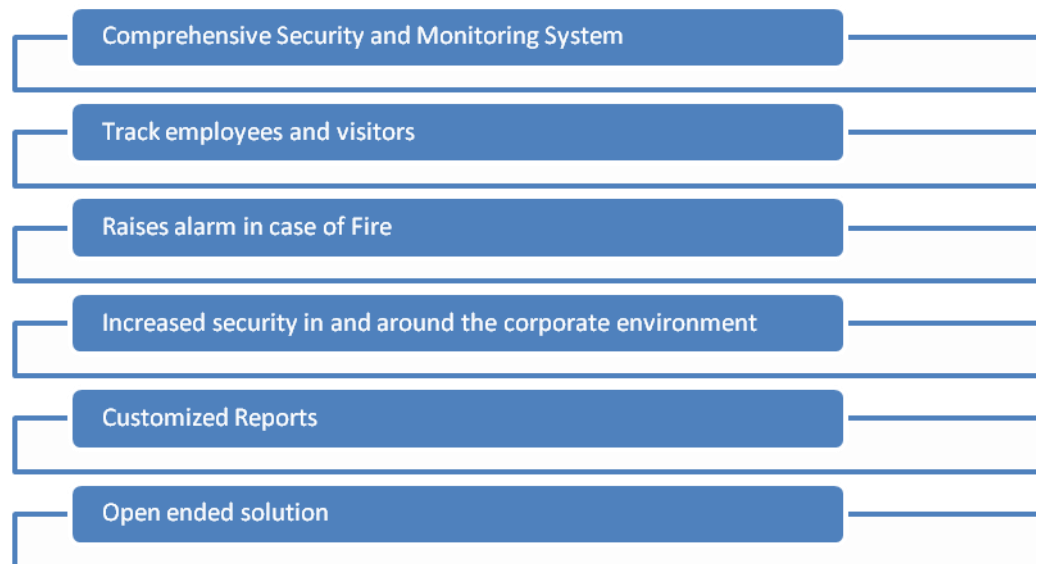 Comprehensive Security and Monitoring System
Track employees and visitors
Raises alarm in case of Fire
Increased security in and around the corporate environment
Customized Reports
Open ended solution